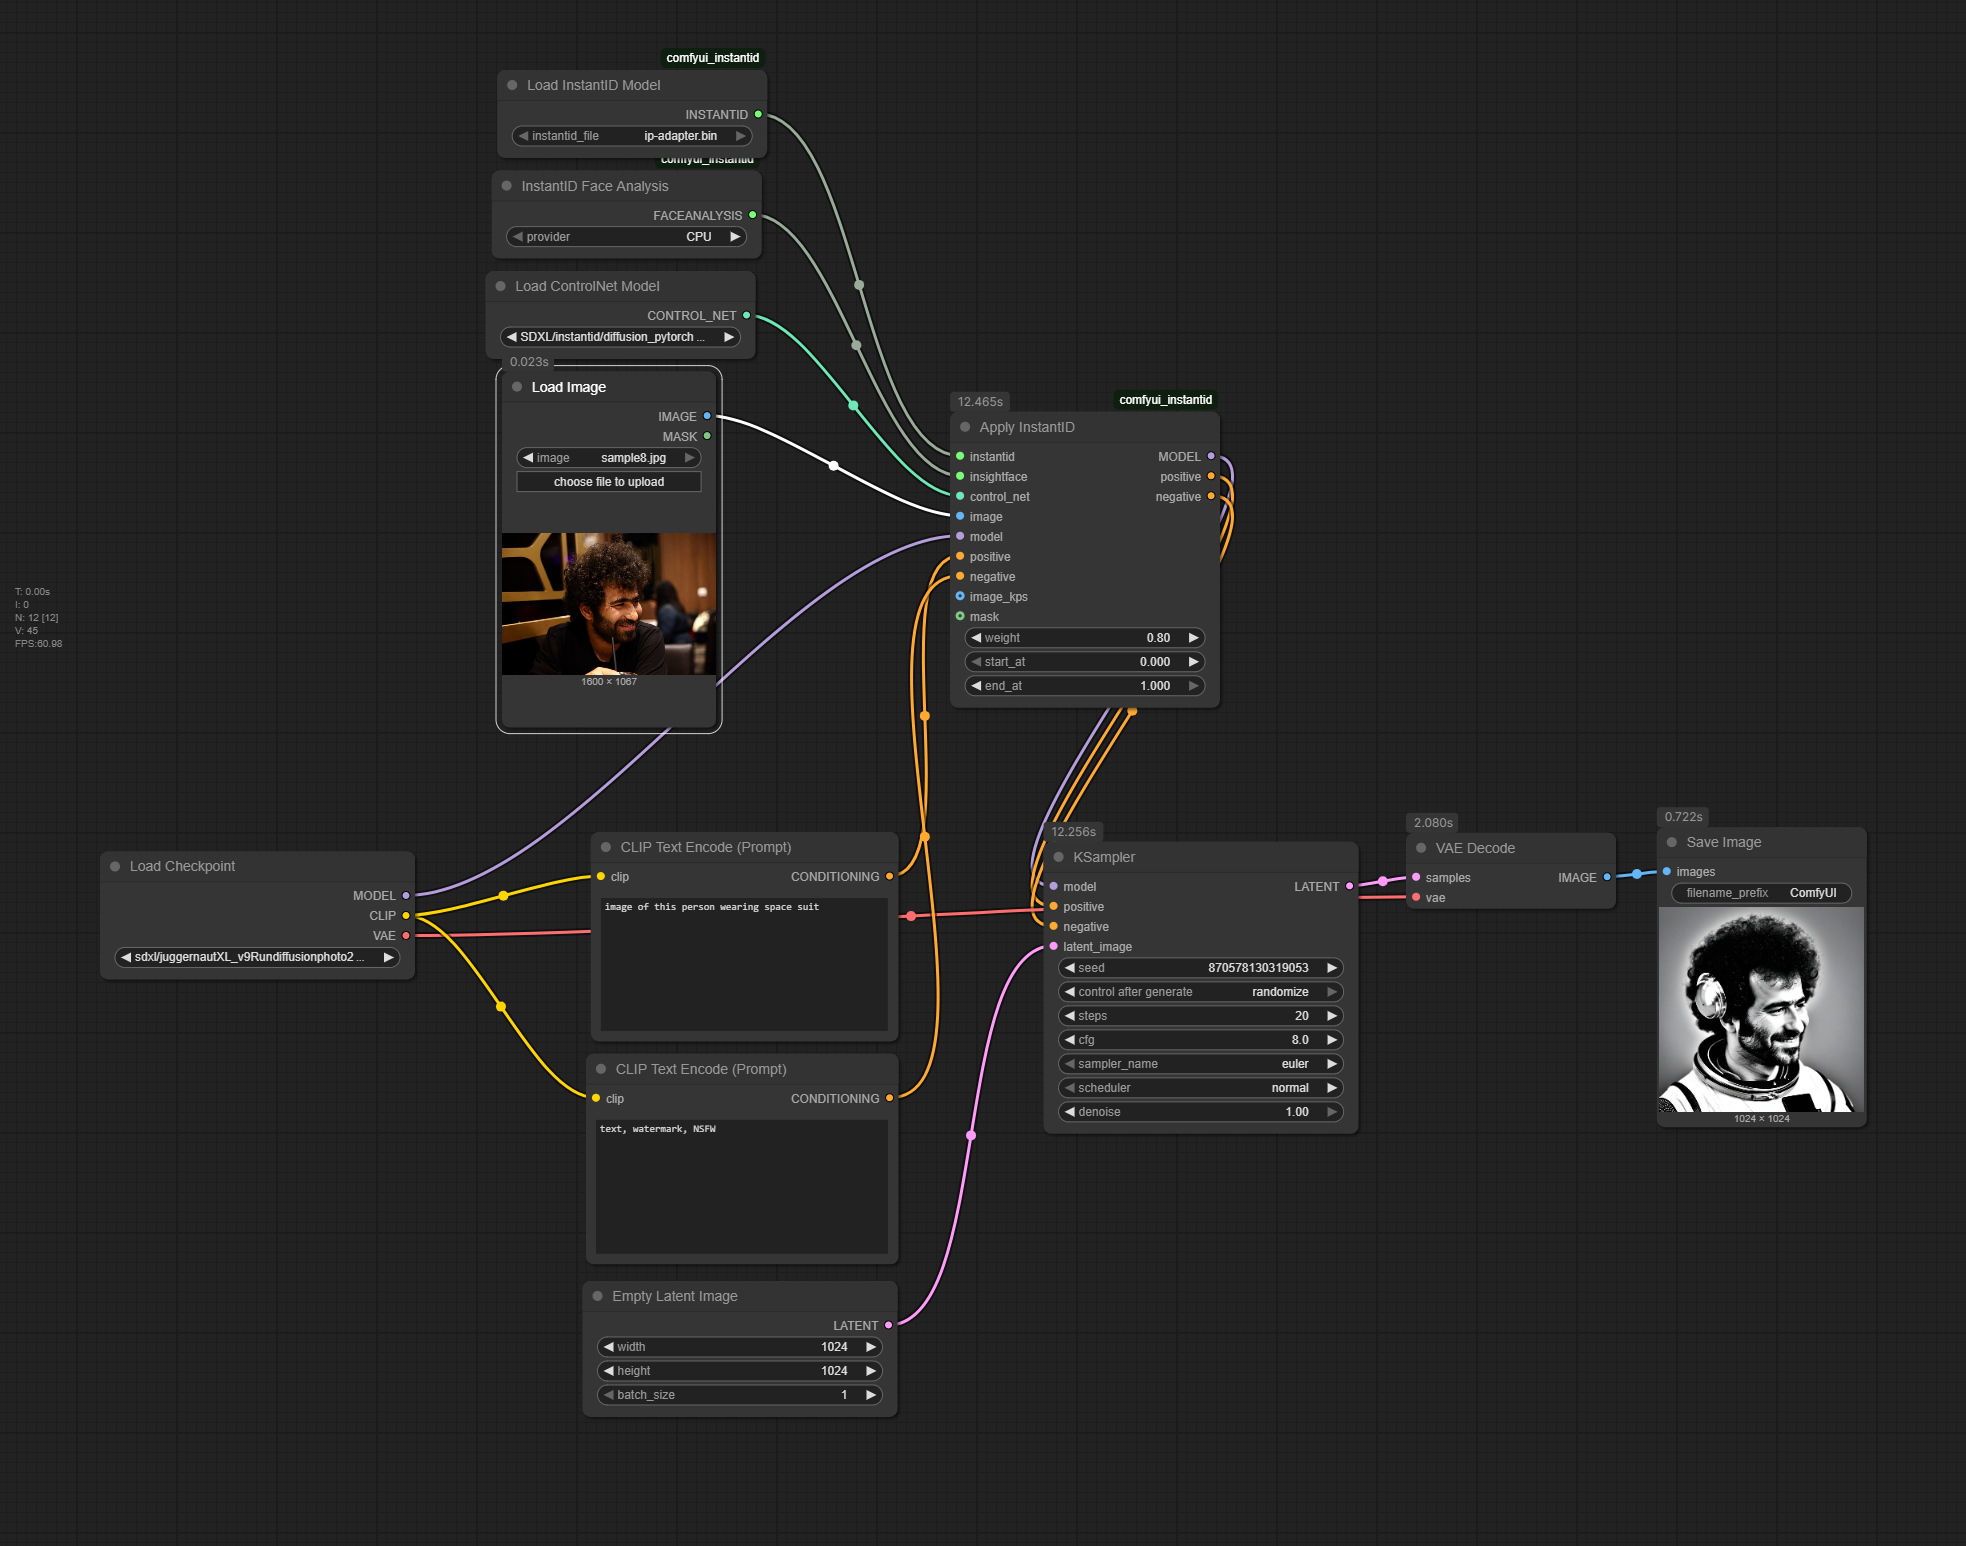 comfyui_instantid
Load InstantID Model
INSTANTID
instantid_file ip-adapter.bin
comfyui_instantid
InstantID Face Analysis
FACEANALYSIS
provider CPU
Load ControlNet Model
CONTROL_NET
SDXL/instantid/diffusion_pytorch ...
0.023s
Load Image
IMAGE
MASK
image sample8.jpg
choose file to upload
1600 × 1067
T: 0.00s
I: 0
N: 12 [12]
V: 45
FPS:60.98
12.465s
comfyui_instantid
Apply InstantID
instantid MODEL
insightface positive
control_net negative
image
model
positive
negative
image_kps
mask
weight 0.80
start_at 0.000
end_at 1.000
Load Checkpoint
MODEL
CLIP
VAE
sdxl/juggernautXL_v9Rundiffusionphoto2 ...
CLIP Text Encode (Prompt)
clip CONDITIONING
image of this person wearing space suit
CLIP Text Encode (Prompt)
clip CONDITIONING
text, watermark, NSFW
Empty Latent Image
LATENT
width 1024
height 1024
batch_size 1
12.256s
KSampler
model LATENT
positive
negative
latent_image
seed 870578130319053
control after generate randomize
steps 20
cfg 8.0
sampler_name euler
scheduler normal
denoise 1.00
2.080s
VAE Decode
samples IMAGE
vae
0.722s
Save Image
images
filename_prefix ComfyUI
1024 × 1024